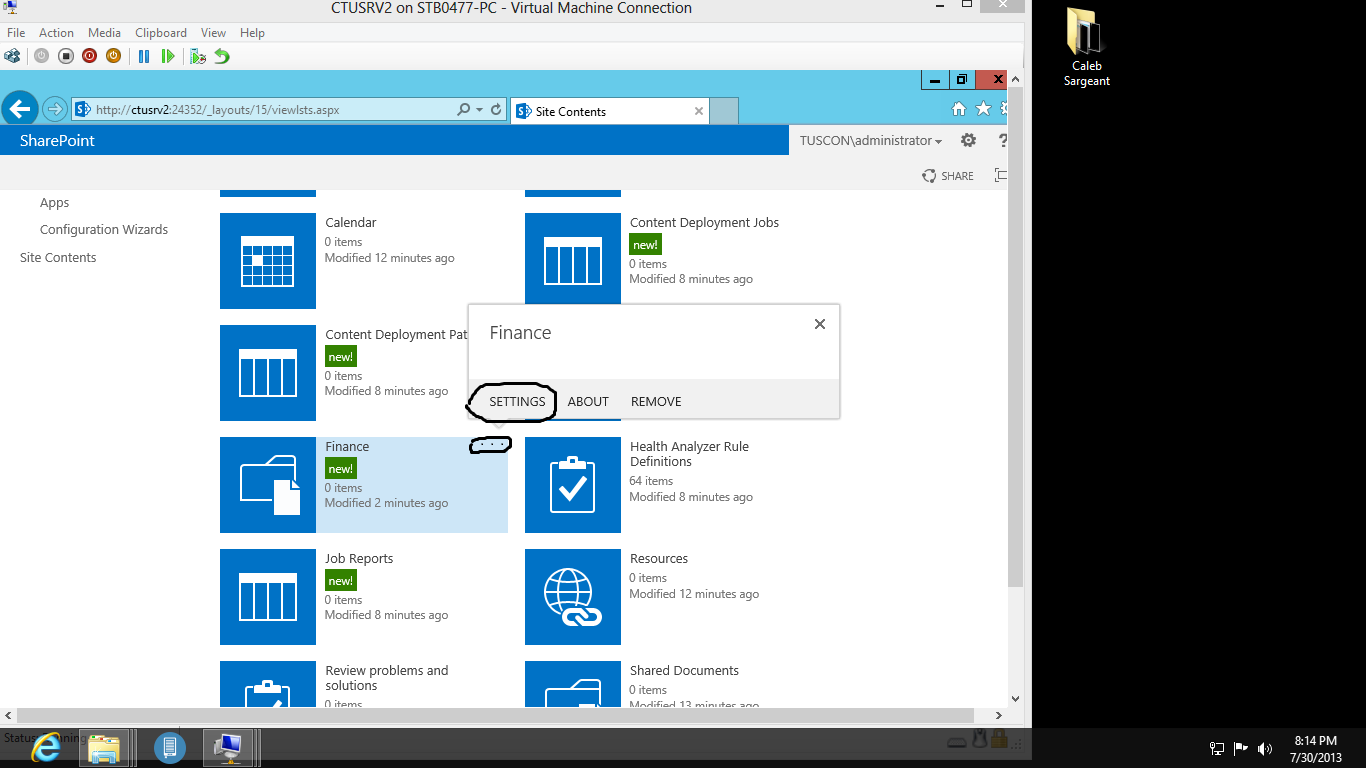 CTUSRV2 on STB0477-PC - Virtual Machine Connection
File Action Media Clipboard View Help
http://ctusrv2:24352/_layouts/15/viewlsts.aspx
Site Contents
SharePoint
TUSCON\administrator
?
SHARE
Apps
Configuration Wizards
Site Contents
Calendar
0 items
Modified 12 minutes ago
Content Deployment Jobs
new!
0 items
Modified 8 minutes ago
Content Deployment Pat
new!
0 items
Modified 8 minutes ago
Finance
SETTINGS ABOUT REMOVE
Finance
...
new!
0 items
Modified 2 minutes ago
Health Analyzer Rule
Definitions
64 items
Modified 8 minutes ago
Job Reports
new!
0 items
Modified 8 minutes ago
Resources
0 items
Modified 12 minutes ago
Review problems and
solutions
0 items
Shared Documents
0 items
Modified 13 minutes ago
Caleb
Sargeant
8:14 PM
7/30/2013